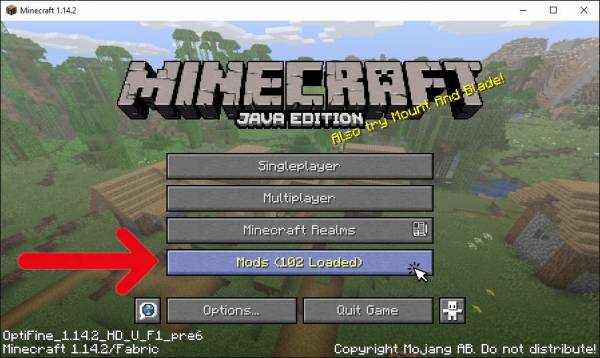 Minecraft 1.14.2
MINECRAFT
JAVA EDITION
Also try Mount And Blade!
Singleplayer
Multiplayer
Minecraft Realms
Mods (102 Loaded)
Options...
Quit Game
OptiFine_1.14.2_HD_U_F1_pre6
Minecraft 1.14.2/Fabric
Copyright Mojang AB. Do not distribute!